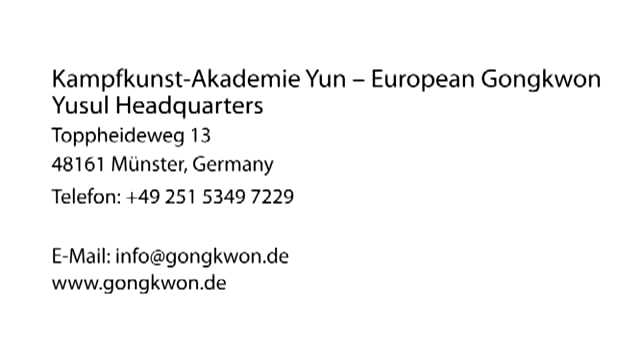 Kampfkunst-Akademie Yun – European Gongkwon
Yusul Headquarters
Toppheideweg 13
48161 Münster, Germany
Telefon: +49 251 5349 7229
E-Mail: info@gongkwon.de
www.gongkwon.de